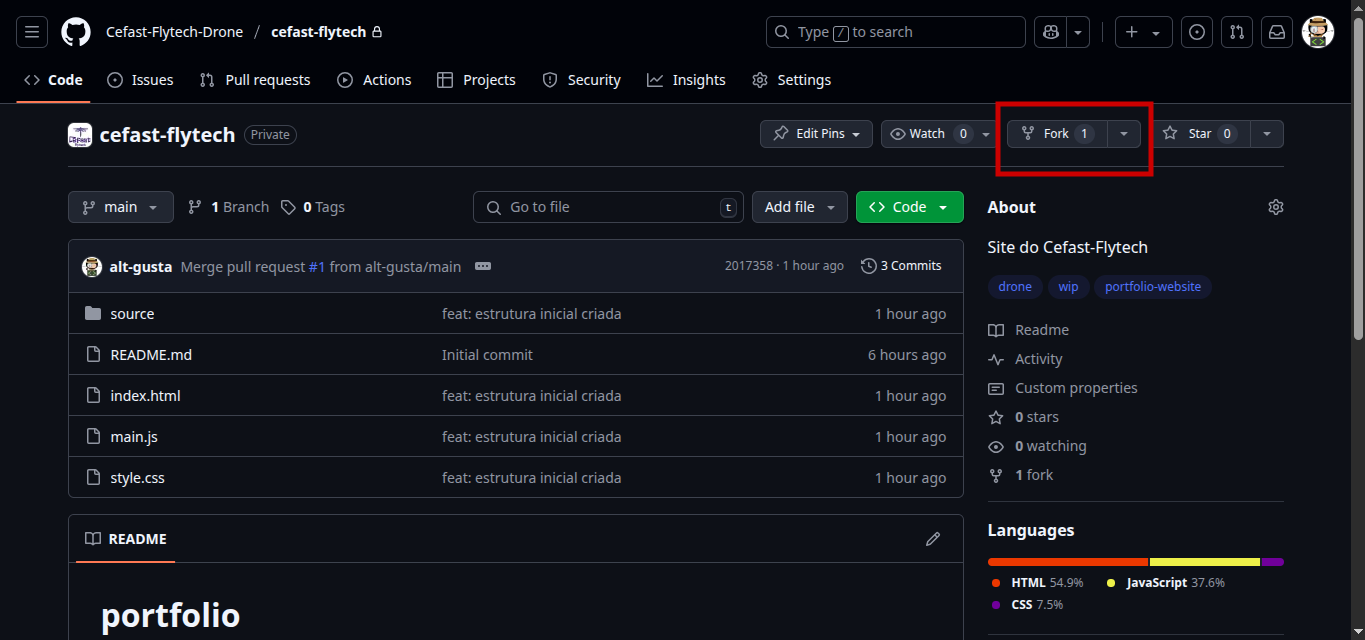 Cefast-Flytech-Drone / cefast-flytech
Type / to search
Code Issues Pull requests Actions Projects Security Insights Settings
cefast-flytech Private
Edit Pins Watch 0 Fork 1 Star 0
main 1 Branch 0 Tags Go to file t Add file Code
alt-gusta Merge pull request #1 from alt-gusta/main 2017358 · 1 hour ago 3 Commits
source feat: estrutura inicial criada 1 hour ago
README.md Initial commit 6 hours ago
index.html feat: estrutura inicial criada 1 hour ago
main.js feat: estrutura inicial criada 1 hour ago
style.css feat: estrutura inicial criada 1 hour ago
README
portfolio
About
Site do Cefast-Flytech
drone wip portfolio-website
Readme
Activity
Custom properties
0 stars
0 watching
1 fork
Languages
HTML 54.9% JavaScript 37.6%
CSS 7.5%